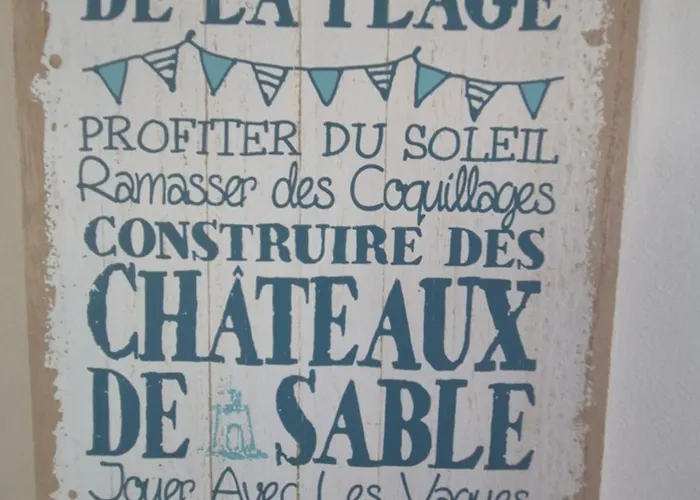 DE LA PLAGE
PROFITER DU SOLEIL
Ramasser des Coquillages
CONSTRUIRE DES
CHÂTEAUX
DE SABLE
Jouer Avec Les Vagues